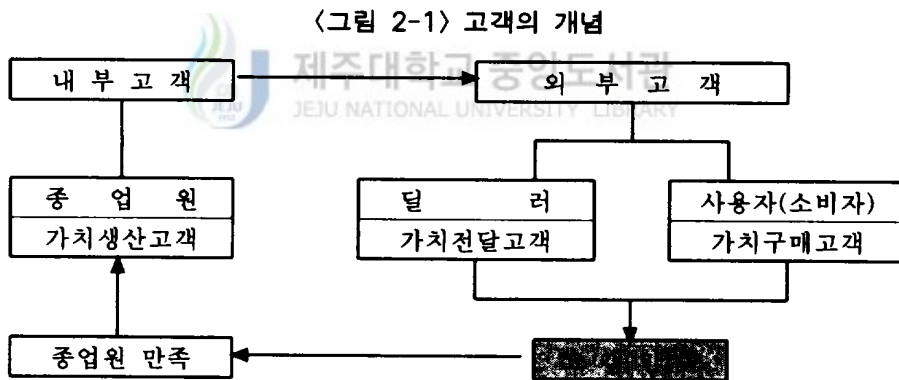 〈그림 2-1〉 고객의 개념
제주대학교 중앙도서관
JEJU NATIONAL UNIVERSITY LIBRARY
내 부 고 객
외 부 고 객
종 업 원
가치생산고객
딜 러
가치전달고객
사용자(소비자)
가치구매고객
종업원 만족